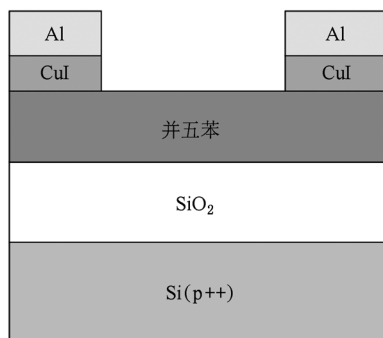 Al
Al
CuI
CuI
并五苯
SiO₂
Si(p++)